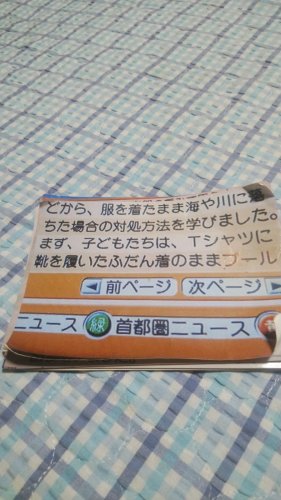 どから、服を着たまま海や川に落
ちた場合の対処方法を学びました。
まず、子どもたちは、Tシャツに
靴を履いたふだん着のままプール
前ページ 次ページ
ニュース 緑 首都圏ニュース